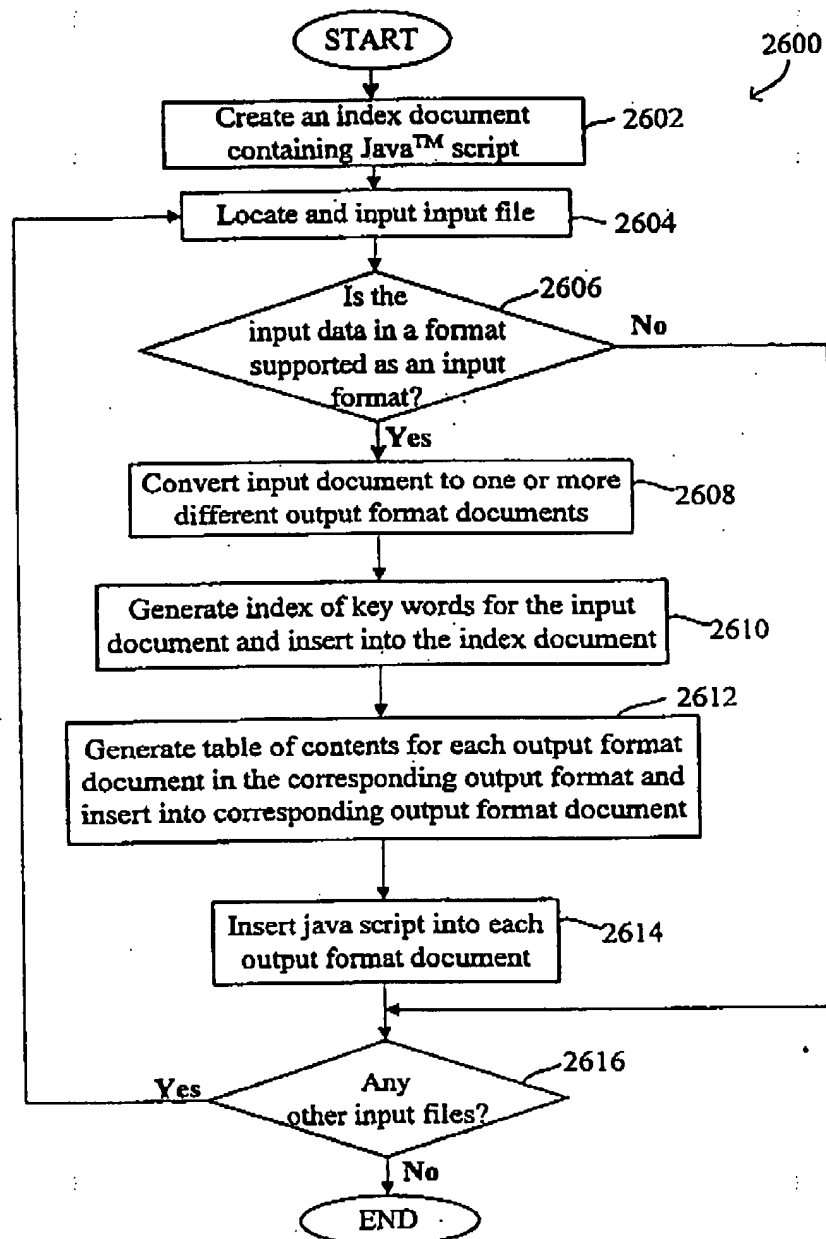 START
2600
Create an index document
containing Java™ script
2602
Locate and input input file
2604
2606
Is the
input data in a format
supported as an input
format?
No
Yes
Convert input document to one or more
different output format documents
2608
Generate index of key words for the input
document and insert into the index document
2610
2612
Generate table of contents for each output format
document in the corresponding output format and
insert into corresponding output format document
Insert java script into each
output format document
2614
2616
Yes
Any
other input files?
No
END